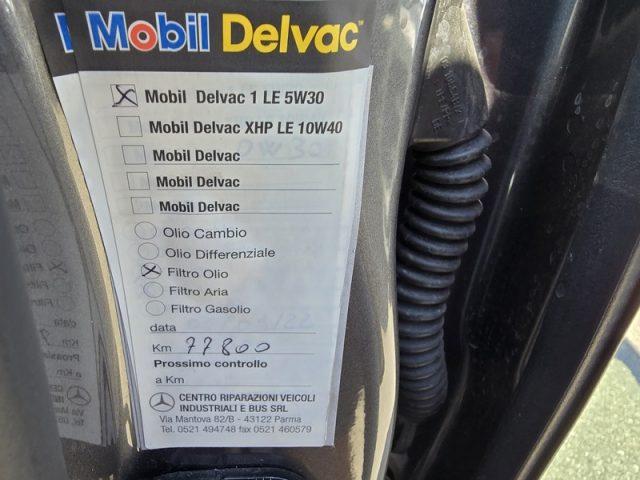 Mobil Delvac
Mobil Delvac 1 LE 5W30
Mobil Delvac XHP LE 10W40
Mobil Delvac
Mobil Delvac
Mobil Delvac
Olio Cambio
Olio Differenziale
Filtro Olio
Filtro Aria
Filtro Gasolio
data
Km 77800
Prossimo controllo
a Km
CENTRO RIPARAZIONI VEICOLI
INDUSTRIALI E BUS SRL
Via Mantova 82/B - 43122 Parma
Tel. 0521 494748 fax 0521 460579